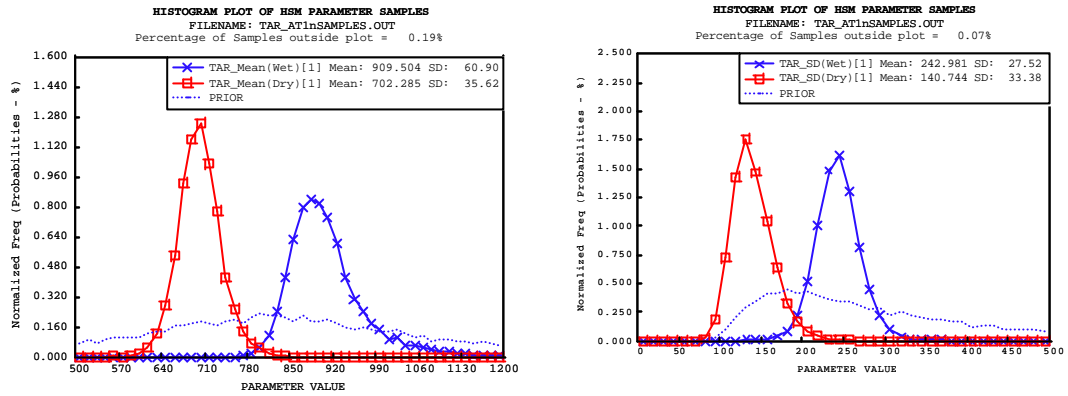 HISTOGRAM PLOT OF HSM PARAMETER SAMPLES
FILENAME: TAR_AT1nSAMPLES.OUT
Percentage of Samples outside plot = 0.19%
1.600
1.440
1.280
1.120
0.960
0.800
0.640
0.480
0.320
0.160
0.000
Normalized Freq (Probabilities - %)
TAR_Mean(Wet)[1] Mean: 909.504 SD: 60.90
TAR_Mean(Dry)[1] Mean: 702.285 SD: 35.62
PRIOR
500 570 640 710 780 850 920 990 1060 1130 1200
PARAMETER VALUE
HISTOGRAM PLOT OF HSM PARAMETER SAMPLES
FILENAME: TAR_AT1nSAMPLES.OUT
Percentage of Samples outside plot = 0.07%
2.500
2.250
2.000
1.750
1.500
1.250
1.000
0.750
0.500
0.250
0.000
Normalized Freq (Probabilities - %)
TAR_SD(Wet)[1] Mean: 242.981 SD: 27.52
TAR_SD(Dry)[1] Mean: 140.744 SD: 33.38
PRIOR
0 50 100 150 200 250 300 350 400 450 500
PARAMETER VALUE